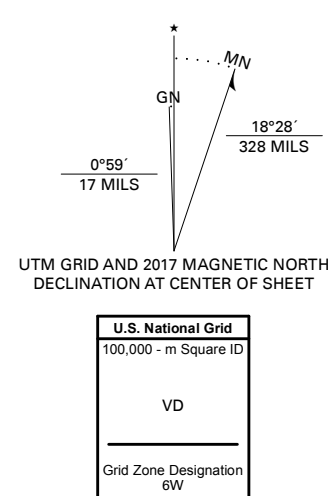 ★
MN
GN
18°28´
328 MILS
0°59´
17 MILS
UTM GRID AND 2017 MAGNETIC NORTH
DECLINATION AT CENTER OF SHEET
U.S. National Grid
100,000 - m Square ID
VD
Grid Zone Designation
6W